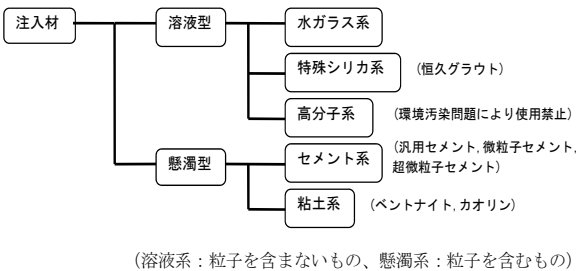 注入材
溶液型
水ガラス系
特殊シリカ系 (恒久グラウト)
高分子系 (環境汚染問題により使用禁止)
懸濁型
セメント系 (汎用セメント, 微粒子セメント,
超微粒子セメント)
粘土系 (ベントナイト, カオリン)
(溶液系：粒子を含まないもの、懸濁系：粒子を含むもの)